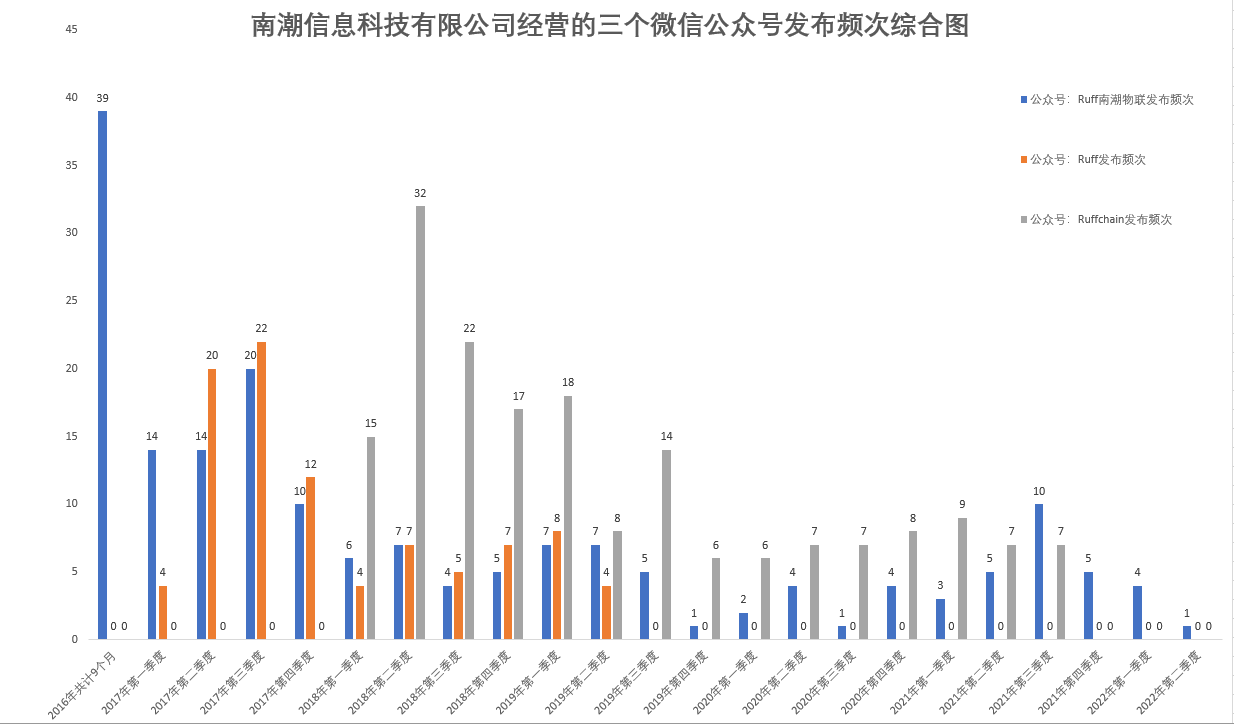 南潮信息科技有限公司经营的三个微信公众号发布频次综合图
45
40
35
30
25
20
15
10
5
0
公众号：Ruff南潮物联发布频次
公众号：Ruff发布频次
公众号：Ruffchain发布频次
39 0 0
14 4 0
14 20 0
20 22 0
10 12 0
6 4 15
7 7 32
4 5 22
5 7 17
7 8 18
7 4 8
5 0 14
1 0 6
2 0 6
4 0 7
1 0 7
4 0 8
3 0 9
5 0 7
10 0 7
5 0 0
4 0 0
1 0 0
2016年共计9个月
2017年第一季度
2017年第二季度
2017年第三季度
2017年第四季度
2018年第一季度
2018年第二季度
2018年第三季度
2018年第四季度
2019年第一季度
2019年第二季度
2019年第三季度
2019年第四季度
2020年第一季度
2020年第二季度
2020年第三季度
2020年第四季度
2021年第一季度
2021年第二季度
2021年第三季度
2021年第四季度
2022年第一季度
2022年第二季度